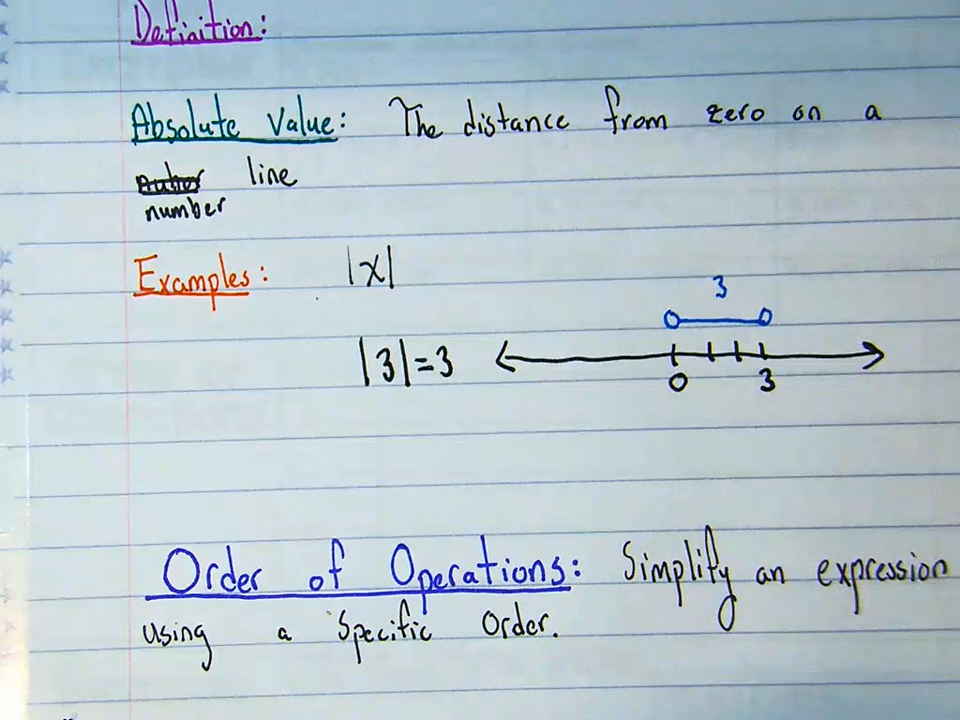 Definition:
Absolute Value: The distance from zero on a
line
number
Examples: |x|
3
|3|=3
0 3
Order of Operations: Simplify an expression
using a Specific Order.